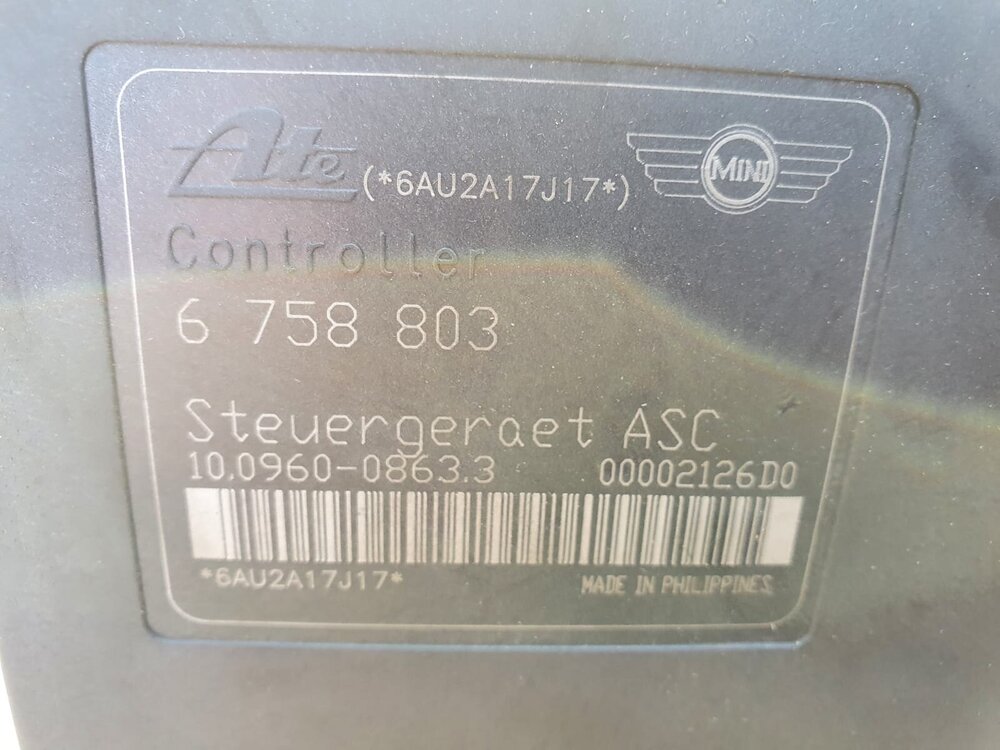 Ate (*6AU2A17J17*) MINI
Controller
6 758 803
Steuergeraet ASC
10.0960-0863.3 00002126D0
*6AU2A17J17* MADE IN PHILIPPINES